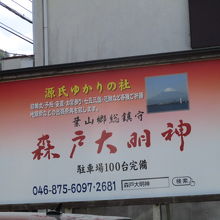 源氏ゆかりの社
葉山郷総鎮守
森戸大明神
駐車場100台完備
046-875-6097・2681
森戸大明神
検索